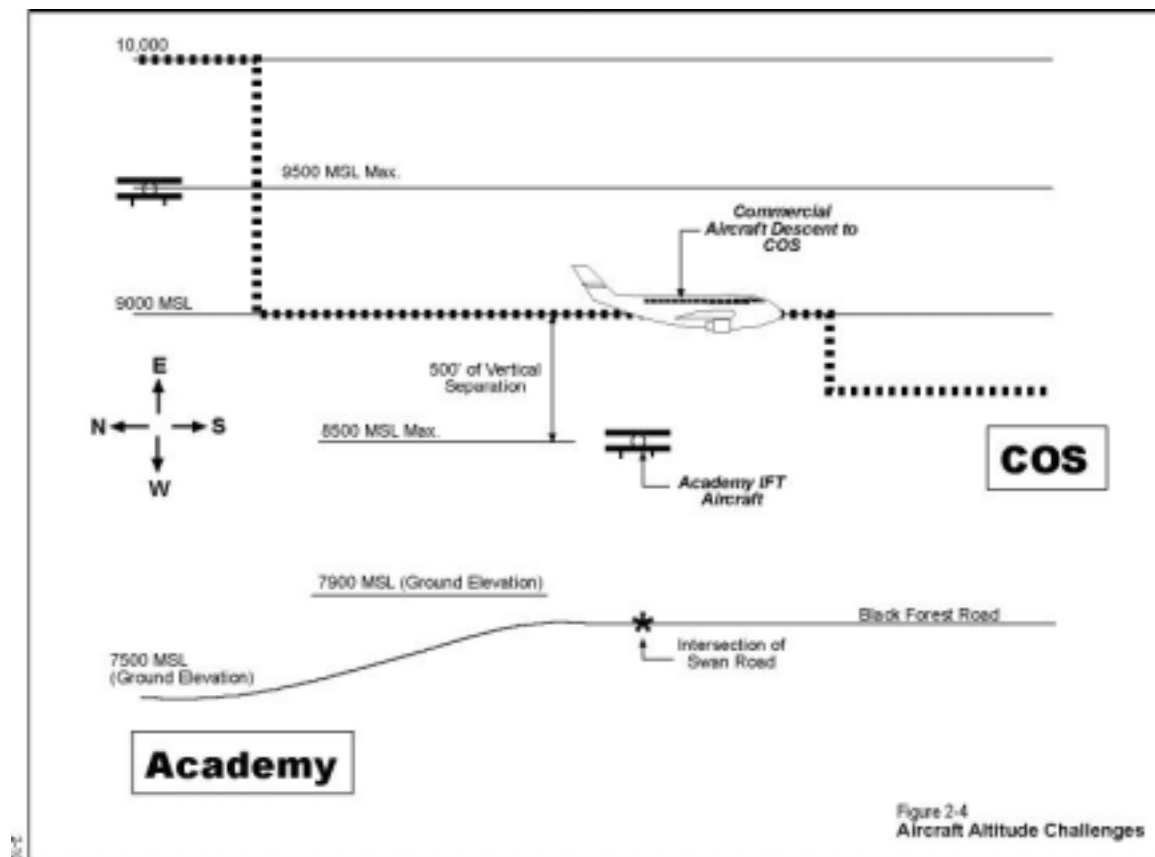 10,000
9500 MSL Max.
Commercial
Aircraft Descent to
COS
9000 MSL
500' of Vertical
Separation
E
N
S
W
8500 MSL Max.
COS
Academy IFT
Aircraft
7900 MSL (Ground Elevation)
Black Forest Road
Intersection of
Swan Road
7500 MSL
(Ground Elevation)
Academy
Figure 2-4
Aircraft Altitude Challenges